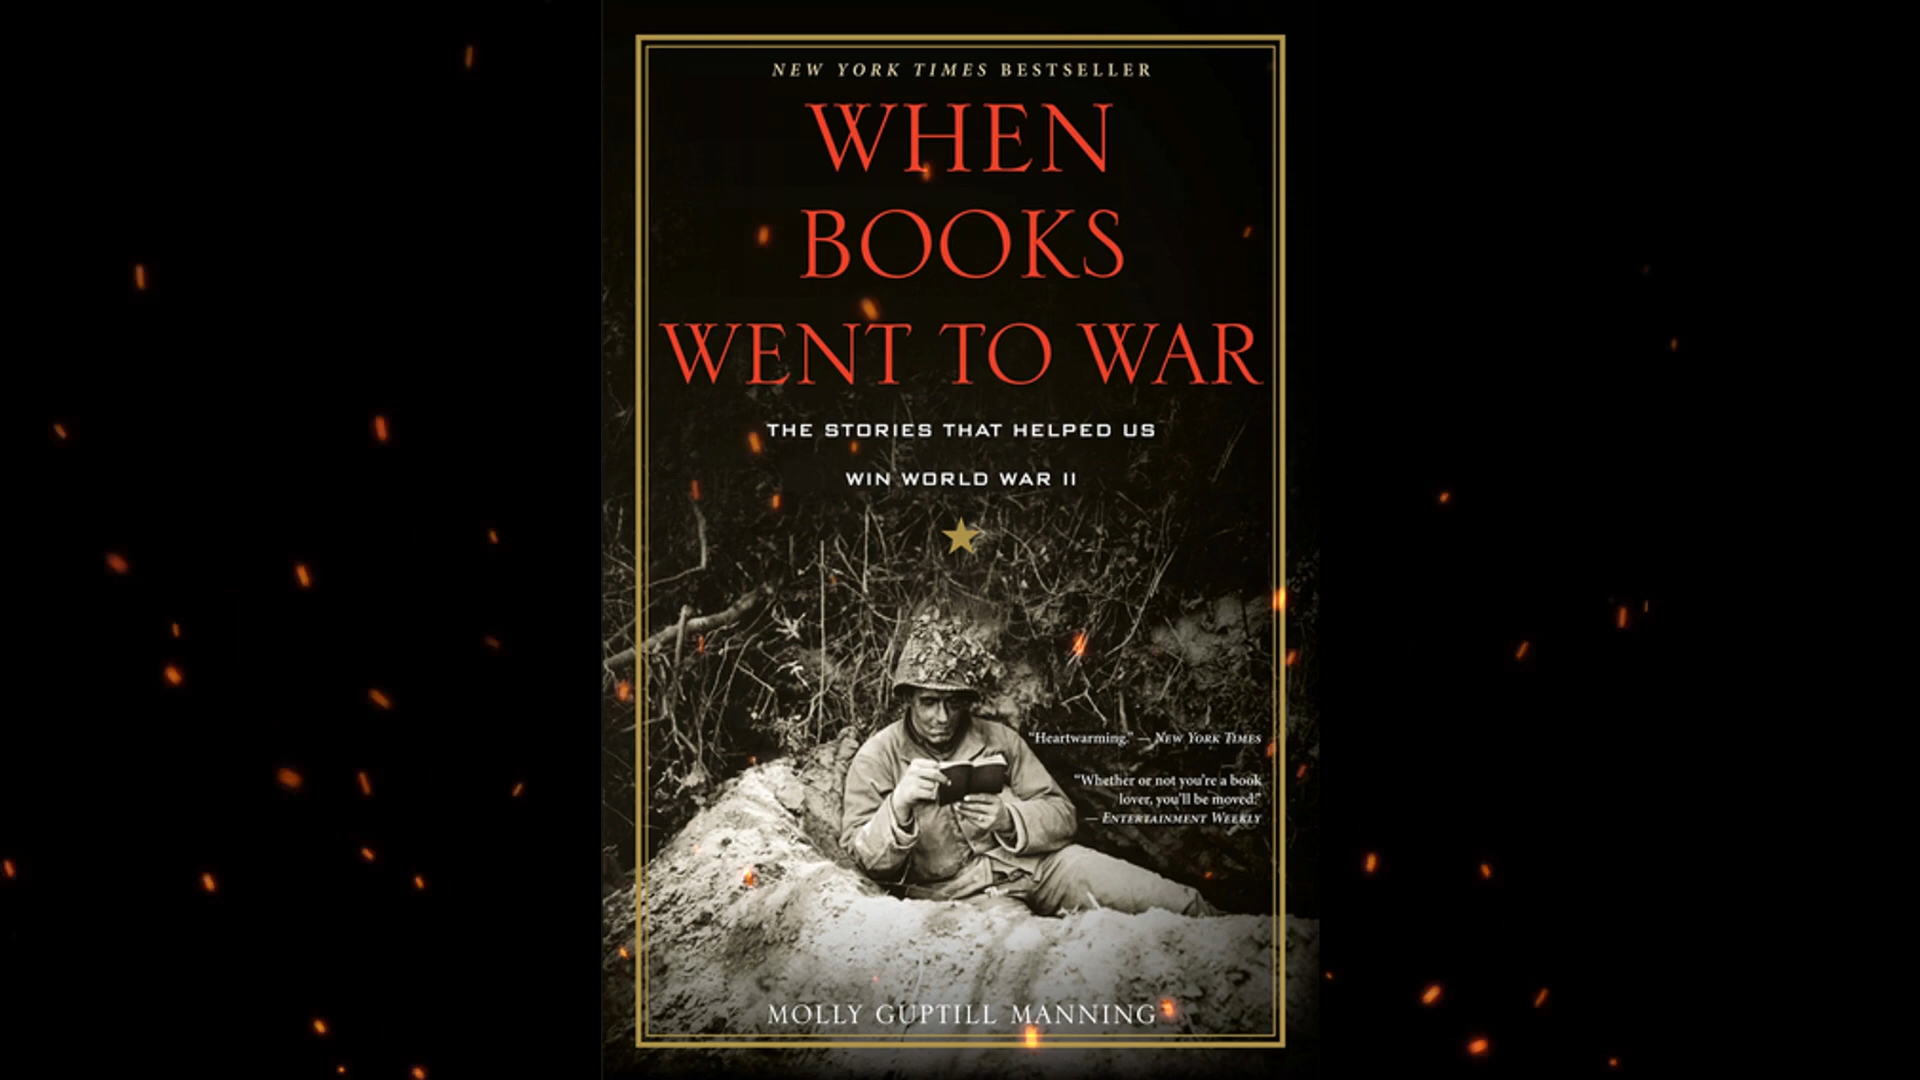 NEW YORK TIMES BESTSELLER
WHEN
BOOKS
WENT TO WAR
THE STORIES THAT HELPED US
WIN WORLD WAR II
"Heartwarming." — NEW YORK TIMES
"Whether or not you're a book
lover, you'll be moved."
— ENTERTAINMENT WEEKLY
MOLLY GUPTILL MANNING